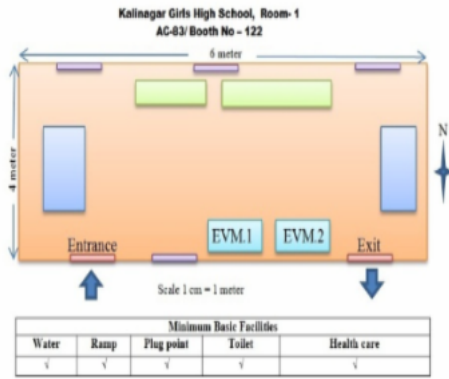 Kalinagar Girls High School, Room- 1
AC-83/ Booth No – 122
6 meter
4 meter
N
EVM.1 EVM.2
Entrance Exit
Scale 1 cm = 1 meter
Minimum Basic Facilities
Water Ramp Plug point Toilet Health care
√ √ √ √ √